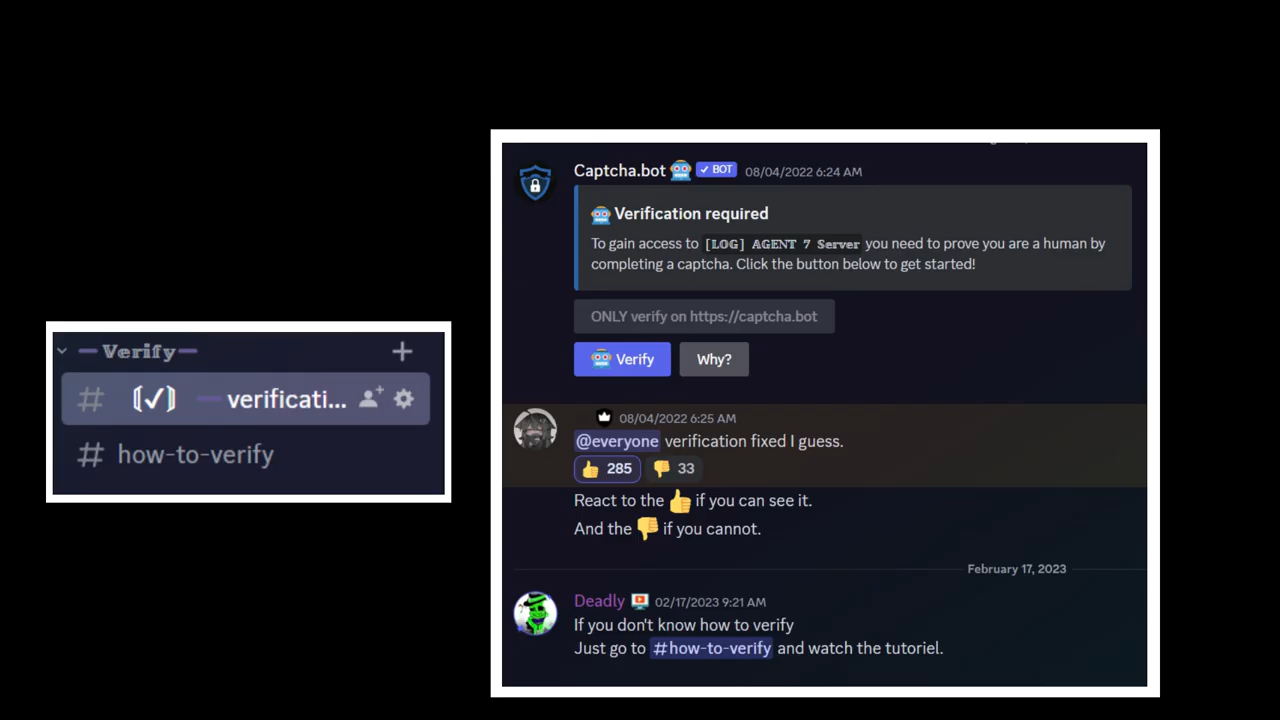 Verify
# 【✓】 verificati...
# how-to-verify
Captcha.bot 🤖 ✓ BOT 08/04/2022 6:24 AM
🤖 Verification required
To gain access to [LOG] AGENT 7 Server you need to prove you are a human by
completing a captcha. Click the button below to get started!
ONLY verify on https://captcha.bot
🤖 Verify Why?
08/04/2022 6:25 AM
@everyone verification fixed I guess.
👍 285 👎 33
React to the 👍 if you can see it.
And the 👎 if you cannot.
February 17, 2023
Deadly 02/17/2023 9:21 AM
If you don't know how to verify
Just go to #how-to-verify and watch the tutoriel.